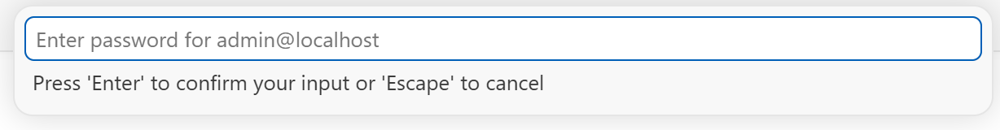 Enter password for admin@localhost
Press 'Enter' to confirm your input or 'Escape' to cancel